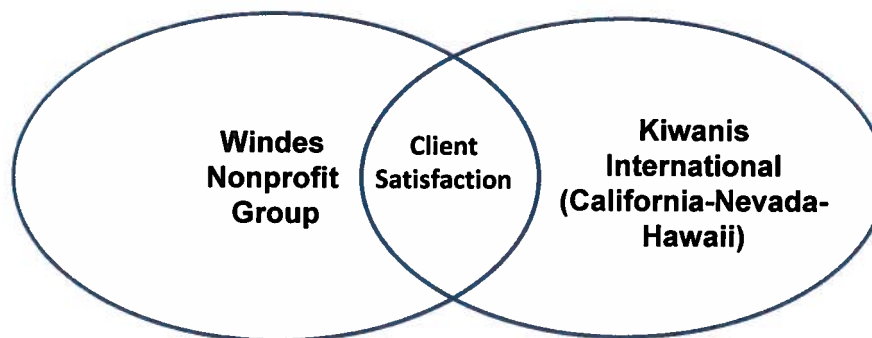 Windes
Nonprofit
Group
Client
Satisfaction
Kiwanis
International
(California-Nevada-
Hawaii)